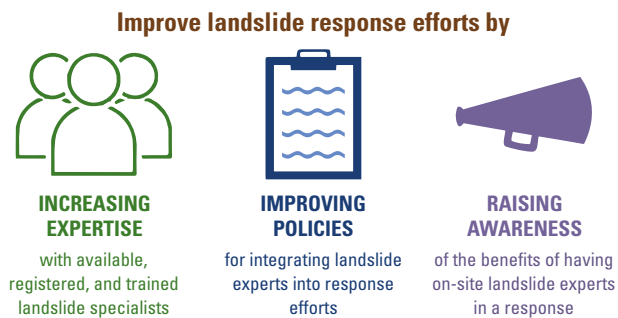 Improve landslide response efforts by
INCREASING
EXPERTISE
with available,
registered, and trained
landslide specialists
IMPROVING
POLICIES
for integrating landslide
experts into response
efforts
RAISING
AWARENESS
of the benefits of having
on-site landslide experts
in a response